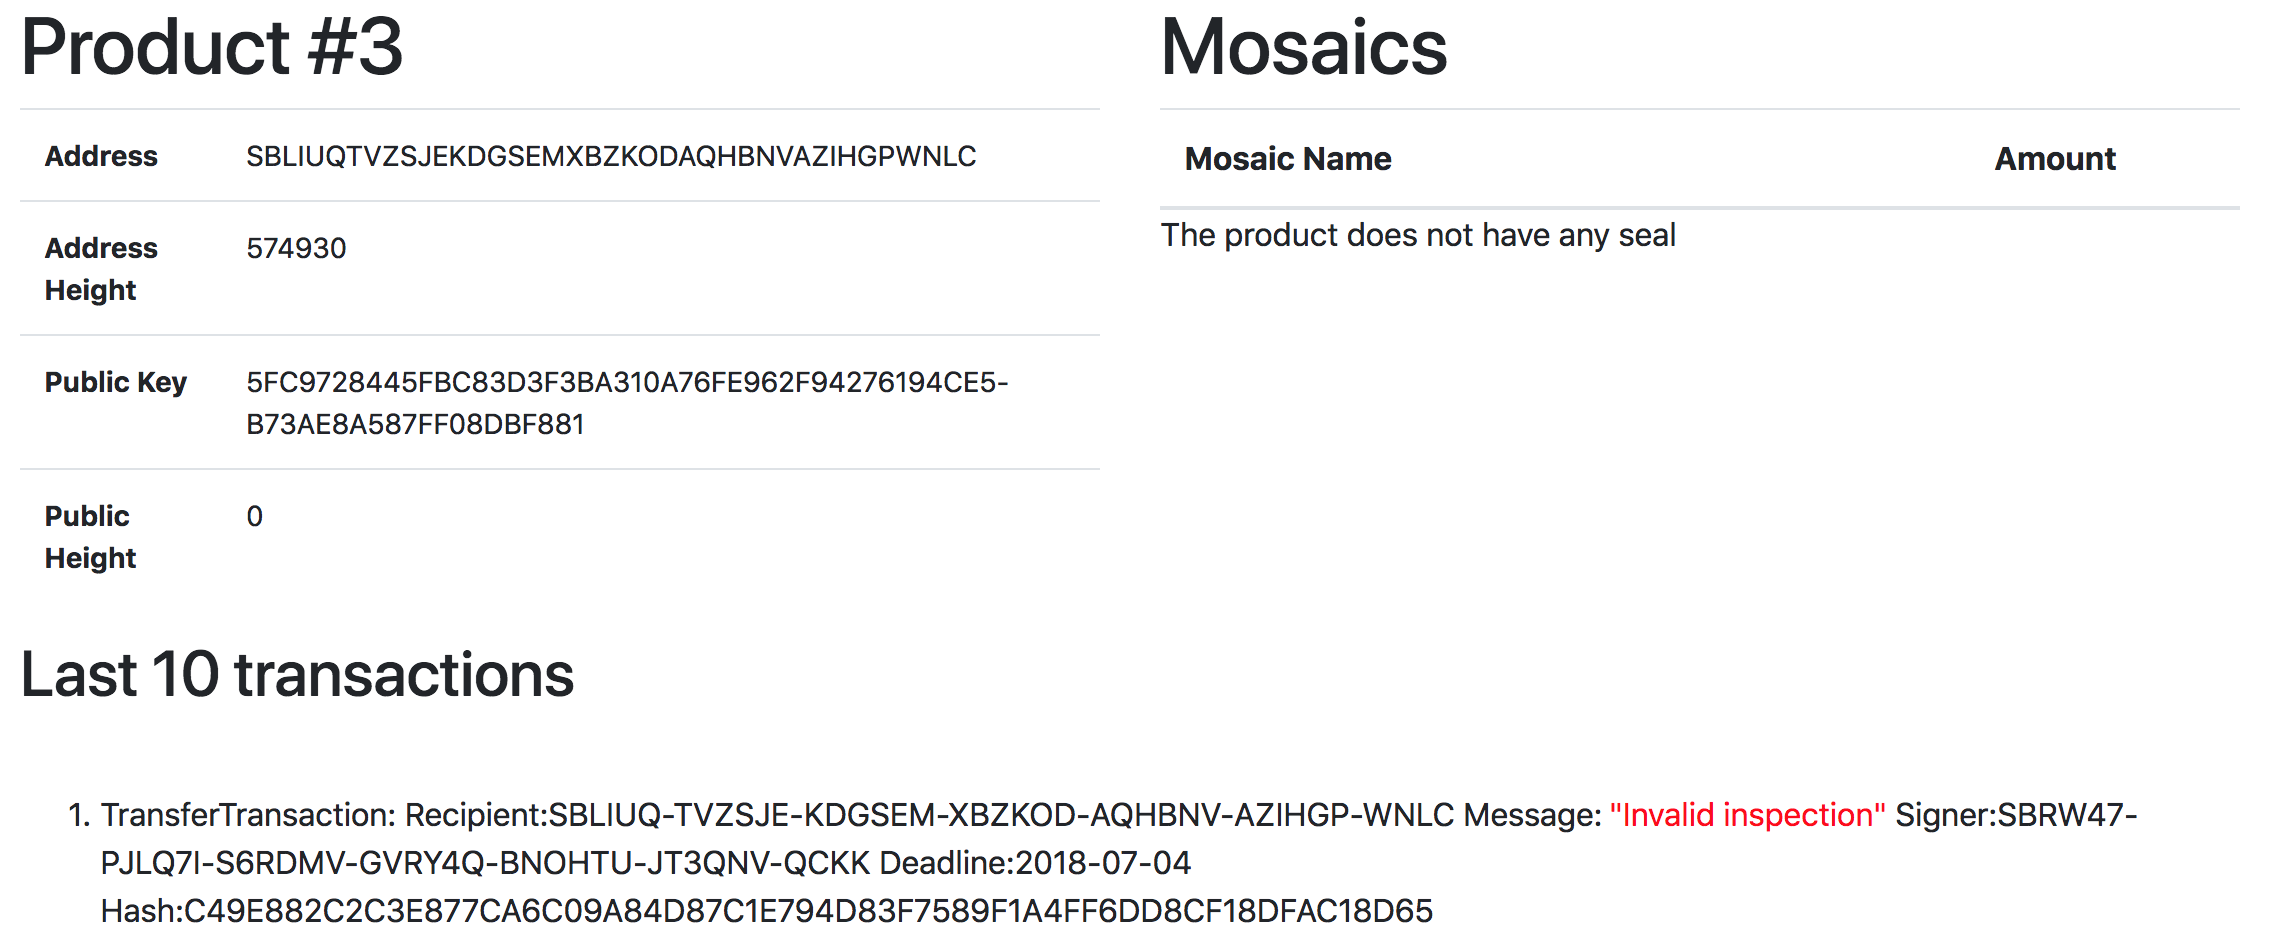 Product #3
Address SBLIUQTVZSJEKDGSEMXBZKODAQHBNVAZIHGPWNLC
Address
Height 574930
Public Key 5FC9728445FBC83D3F3BA310A76FE962F94276194CE5-
B73AE8A587FF08DBF881
Public
Height 0
Mosaics
Mosaic Name Amount
The product does not have any seal
Last 10 transactions
1. TransferTransaction: Recipient:SBLIUQ-TVZSJE-KDGSEM-XBZKOD-AQHBNV-AZIHGP-WNLC Message: "Invalid inspection" Signer:SBRW47-
PJLQ7I-S6RDMV-GVRY4Q-BNOHTU-JT3QNV-QCKK Deadline:2018-07-04
Hash:C49E882C2C3E877CA6C09A84D87C1E794D83F7589F1A4FF6DD8CF18DFAC18D65